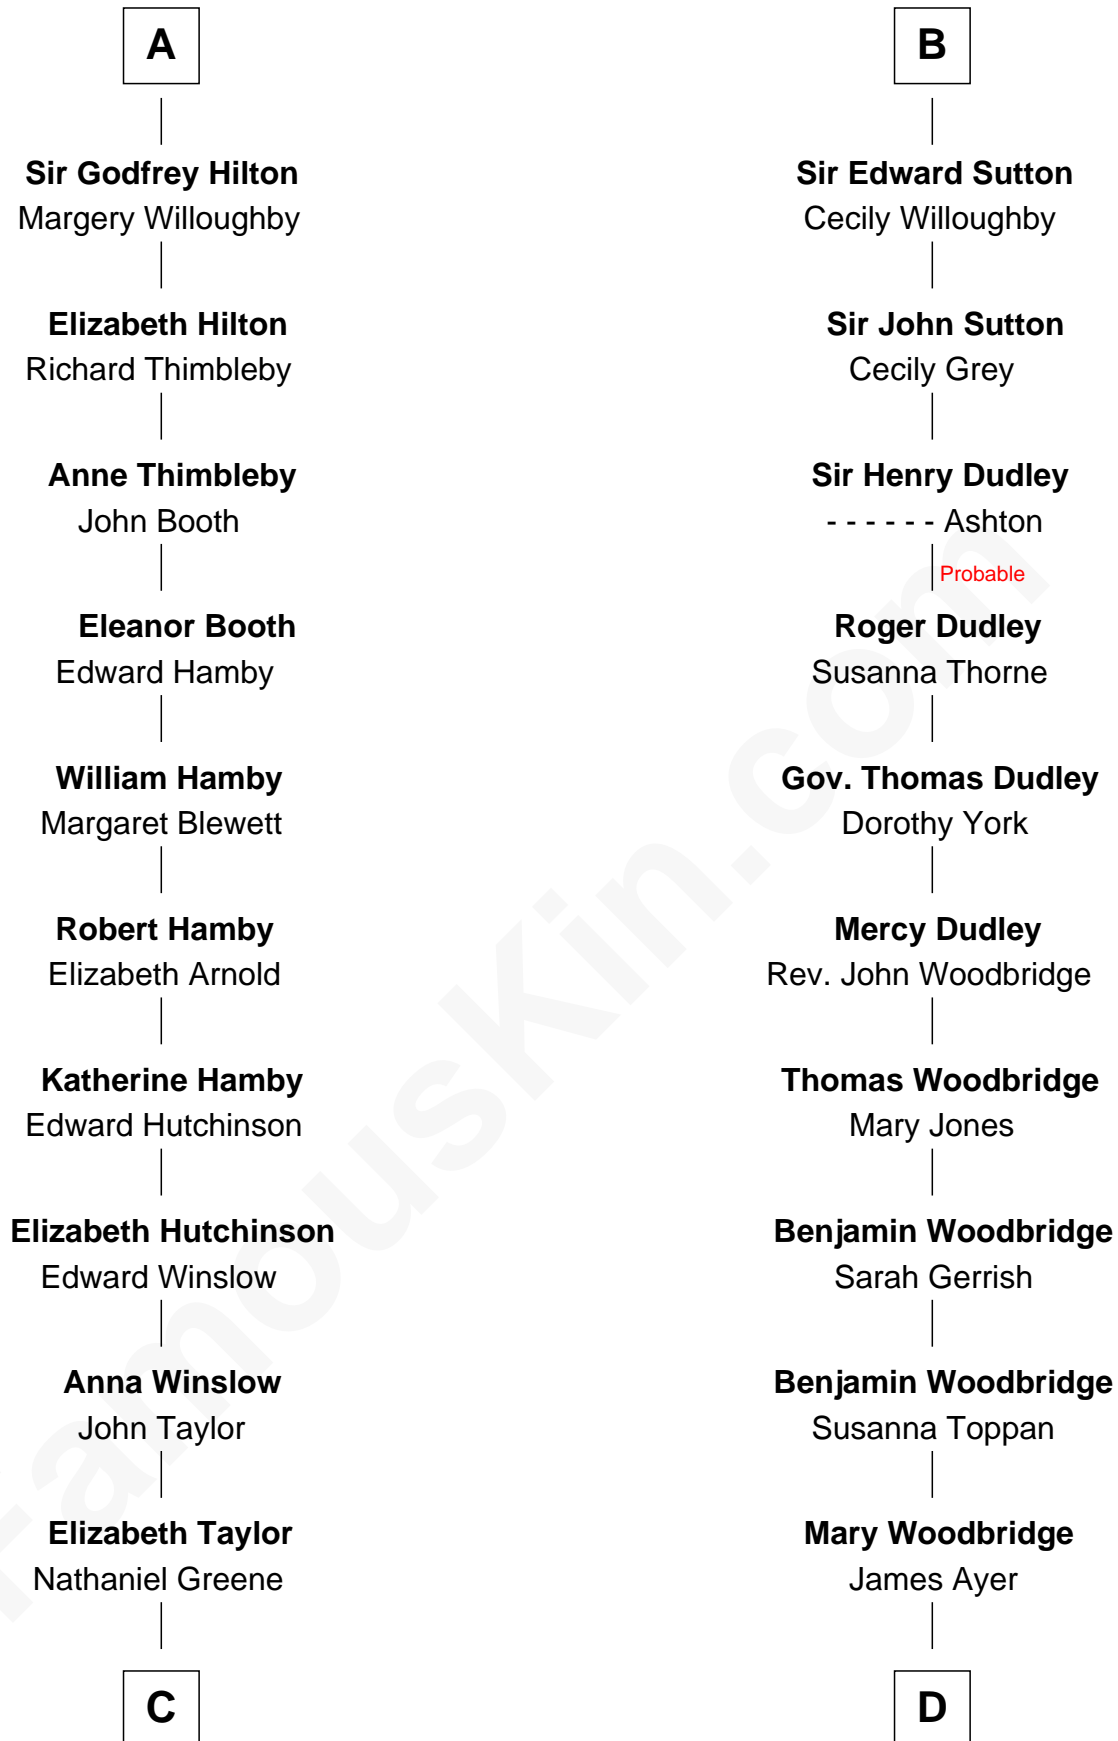 A
Sir Godfrey Hilton
Margery Willoughby
Elizabeth Hilton
Richard Thimbleby
Anne Thimbleby
John Booth
Eleanor Booth
Edward Hamby
William Hamby
Margaret Blewett
Robert Hamby
Elizabeth Arnold
Katherine Hamby
Edward Hutchinson
Elizabeth Hutchinson
Edward Winslow
Anna Winslow
John Taylor
Elizabeth Taylor
Nathaniel Greene
C
B
Sir Edward Sutton
Cecily Willoughby
Sir John Sutton
Cecily Grey
Sir Henry Dudley
- - - - - - Ashton
Probable
Roger Dudley
Susanna Thorne
Gov. Thomas Dudley
Dorothy York
Mercy Dudley
Rev. John Woodbridge
Thomas Woodbridge
Mary Jones
Benjamin Woodbridge
Sarah Gerrish
Benjamin Woodbridge
Susanna Toppan
Mary Woodbridge
James Ayer
D
FamousKin.com